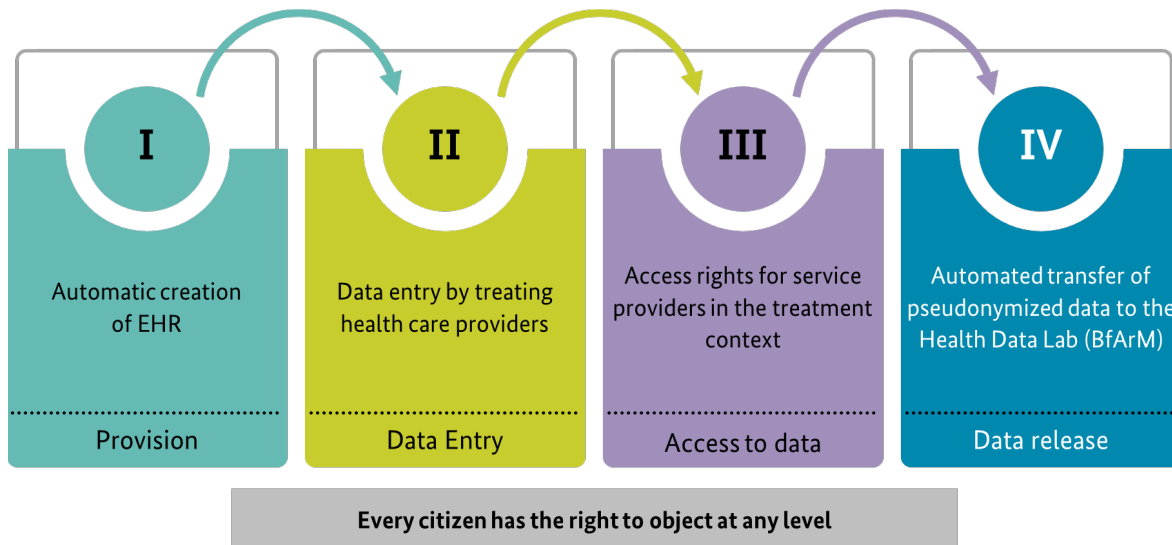 I
II
III
IV
Automatic creation
of EHR
Data entry by treating
health care providers
Access rights for service
providers in the treatment
context
Automated transfer of
pseudonymized data to the
Health Data Lab (BfArM)
Provision
Data Entry
Access to data
Data release
Every citizen has the right to object at any level